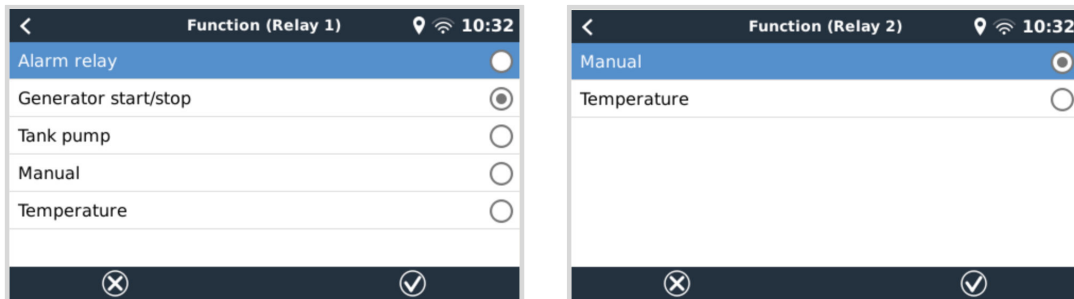 Function (Relay 1) 10:32
Alarm relay
Generator start/stop
Tank pump
Manual
Temperature
Function (Relay 2) 10:32
Manual
Temperature